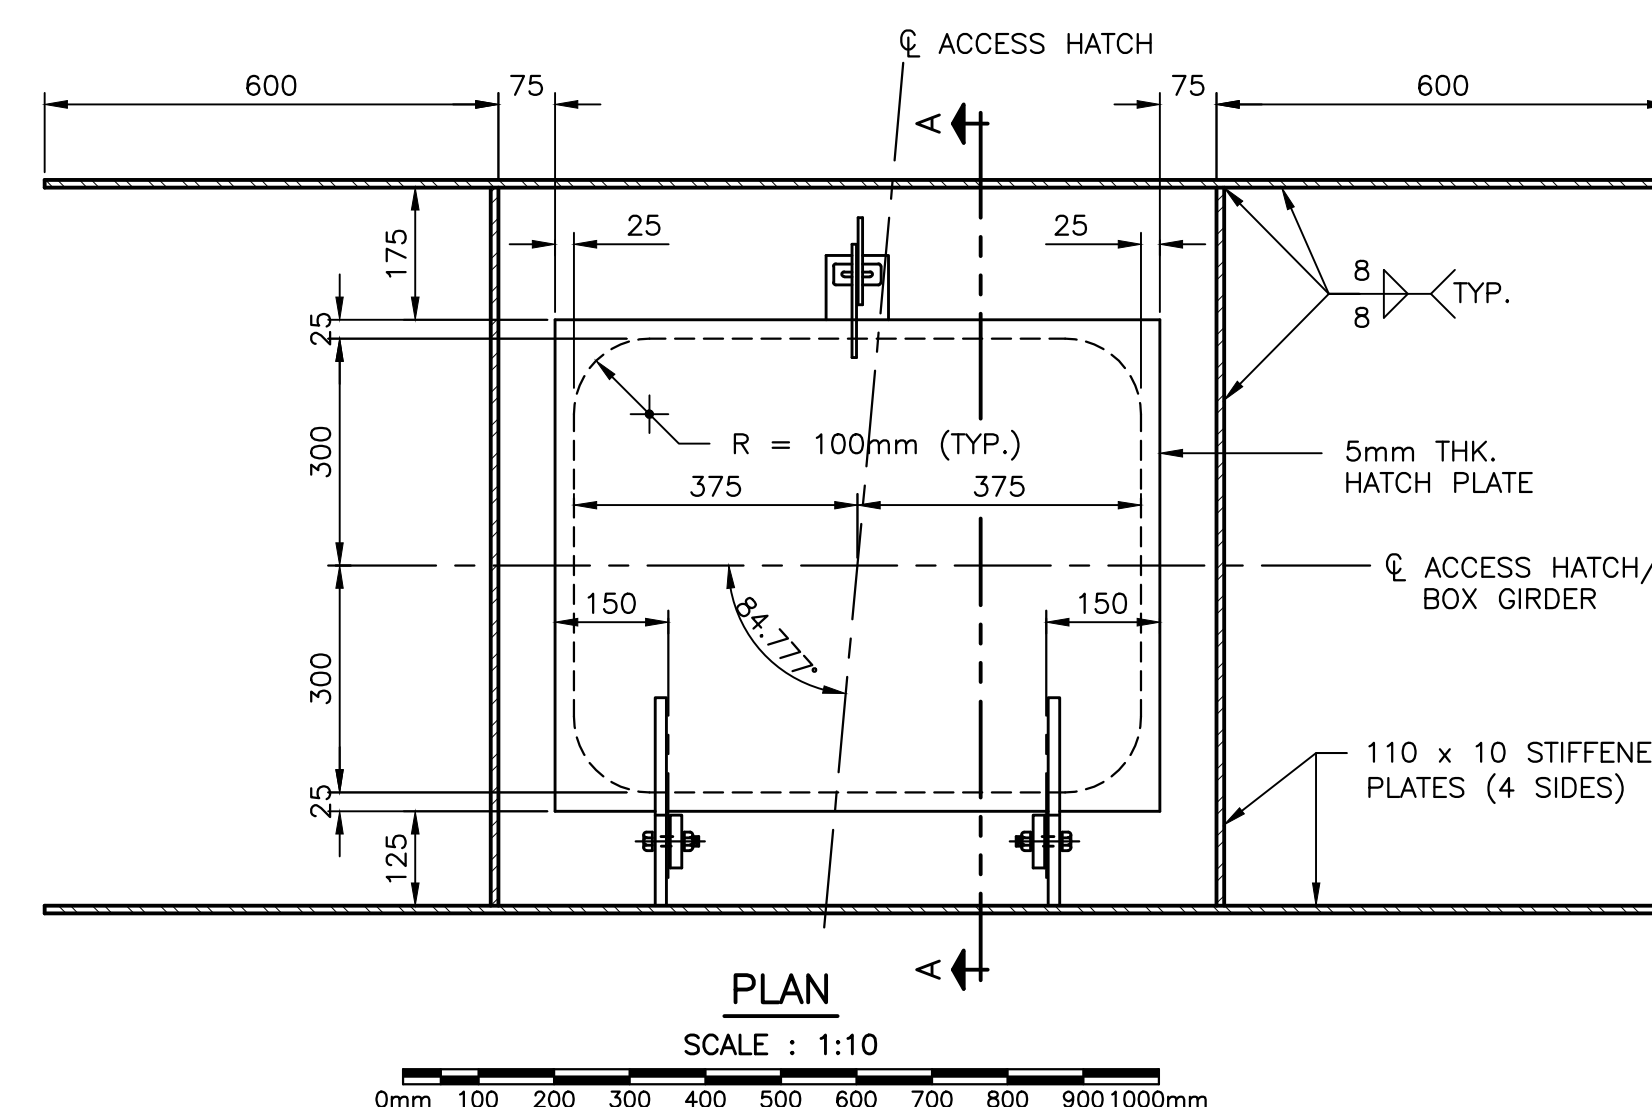 ℄ ACCESS HATCH
600
75
75
600
A
175
25
25
25
8
8
TYP.
300
R = 100mm (TYP.)
375
375
5mm THK.
HATCH PLATE
℄ ACCESS HATCH/
BOX GIRDER
150
150
84.777°
300
110 x 10 STIFFENE
PLATES (4 SIDES)
25
125
A
PLAN
SCALE : 1:10
0mm 100 200 300 400 500 600 700 800 900 1000mm